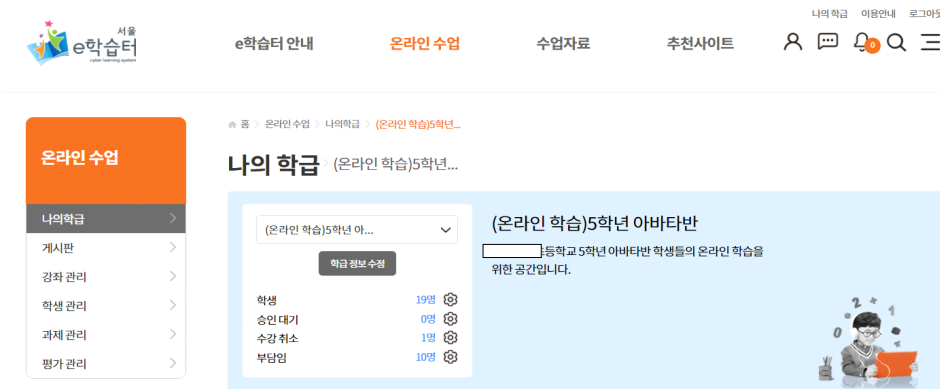 나의 학급 이용안내 로그아웃
서울
e학습터
cyber learning system
e학습터 안내 온라인 수업 수업자료 추천사이트
0
홈 > 온라인 수업 > 나의학급 > (온라인 학습)5학년...
온라인 수업
나의학급
게시판
강좌 관리
학생 관리
과제 관리
평가 관리
나의 학급 > (온라인 학습)5학년...
(온라인 학습)5학년 아...
학급 정보 수정
학생 19명
승인 대기 0명
수강 취소 1명
부담임 10명
(온라인 학습)5학년 아바타반
초등학교 5학년 아바타반 학생들의 온라인 학습을
위한 공간입니다.
2 × 1
0